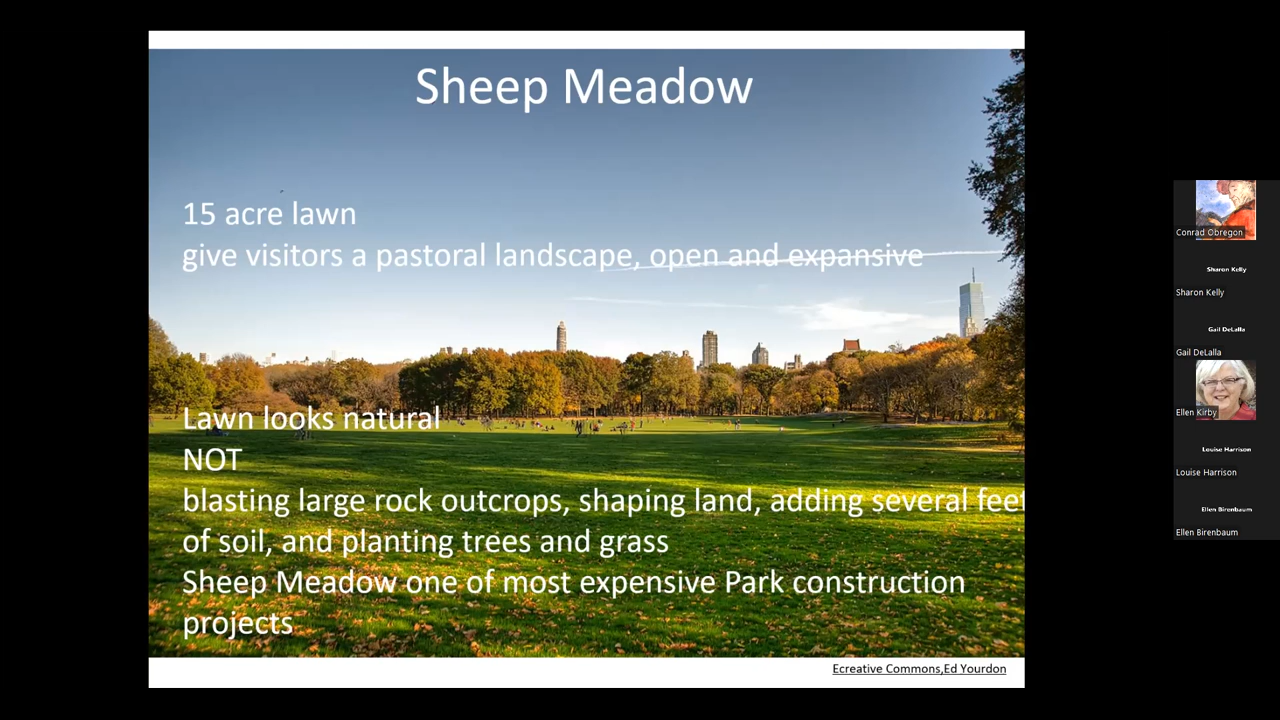 Sheep Meadow
15 acre lawn
give visitors a pastoral landscape, open and expansive
Lawn looks natural
NOT
blasting large rock outcrops, shaping land, adding several feet
of soil, and planting trees and grass
Sheep Meadow one of most expensive Park construction
projects
Ecreative Commons,Ed Yourdon
Conrad Obregon
Sharon Kelly
Sharon Kelly
Gail DeLalla
Gail DeLalla
Ellen Kirby
Louise Harrison
Louise Harrison
Ellen Birenbaum
Ellen Birenbaum